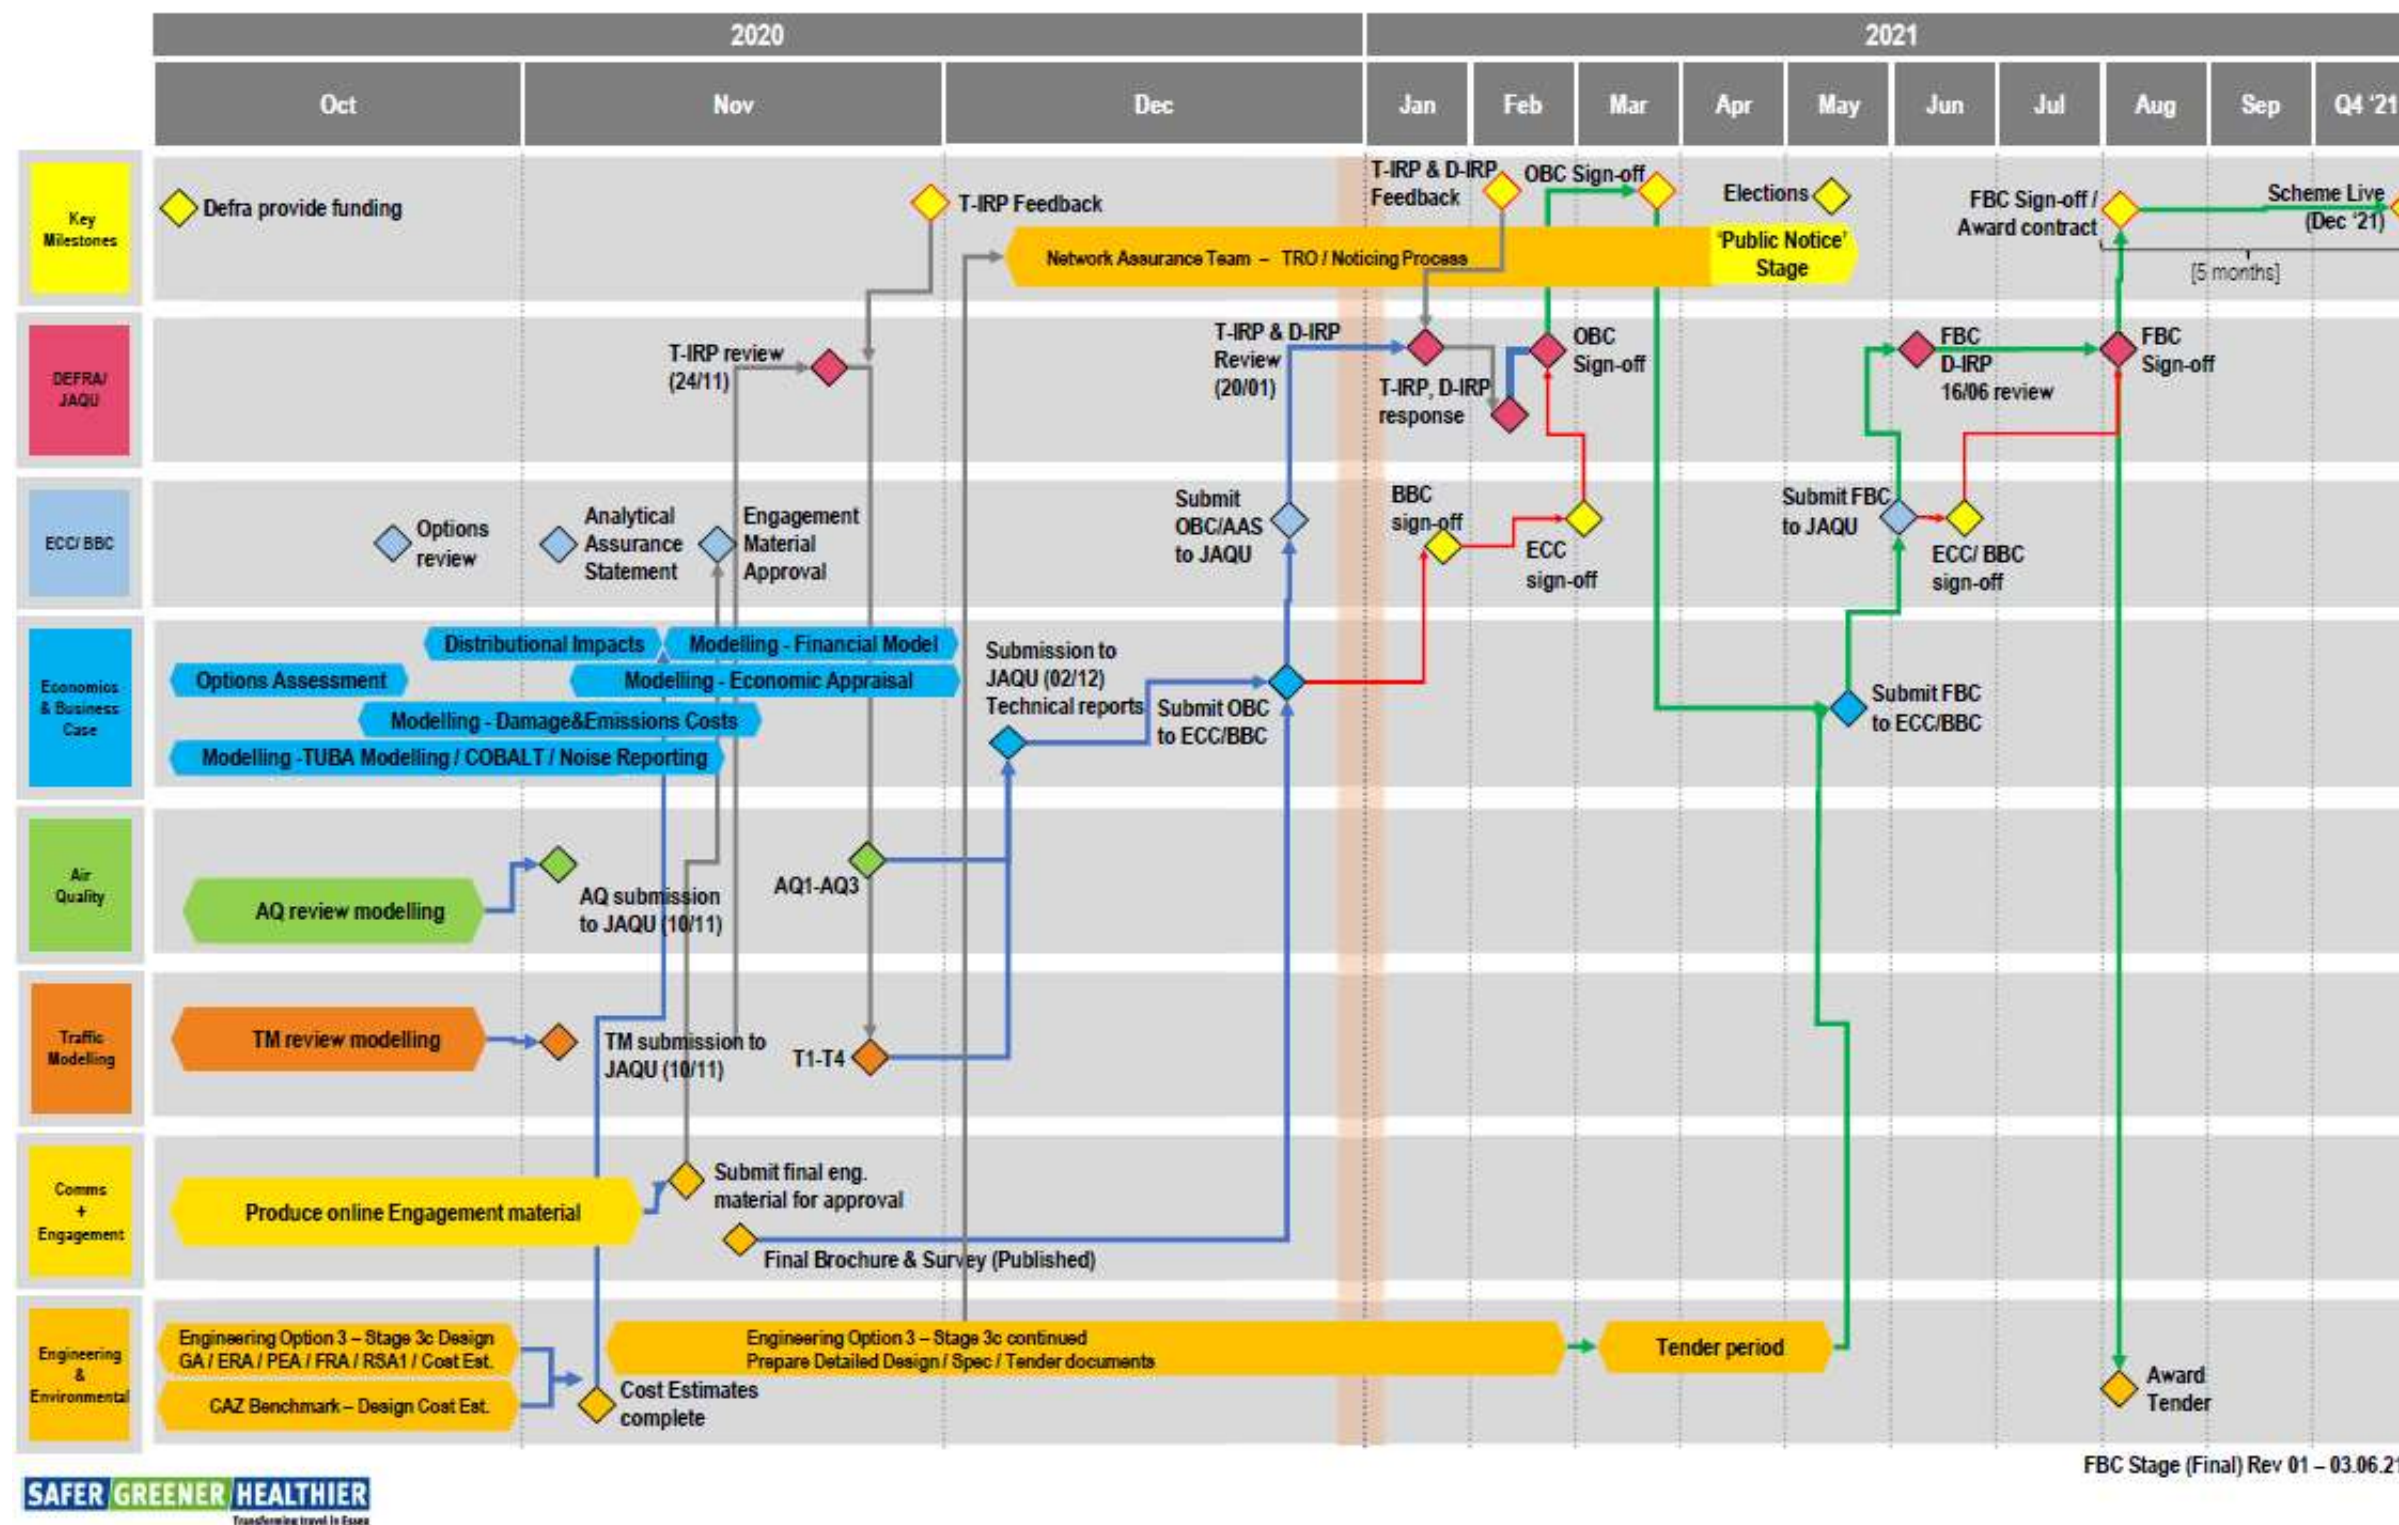 2020
2021
Oct
Nov
Dec
Jan
Feb
Mar
Apr
May
Jun
Jul
Aug
Sep
Q4 '21
Key
Milestones
Defra provide funding
T-IRP Feedback
T-IRP & D-IRP
Feedback
OBC Sign-off
Elections
FBC Sign-off /
Award contract
Scheme Live
(Dec '21)
[5 months]
Network Assurance Team – TRO / Noticing Process
'Public Notice'
Stage
DEFRA/
JAQU
T-IRP review
(24/11)
T-IRP & D-IRP
Review
(20/01)
T-IRP, D-IRP
response
OBC
Sign-off
FBC
D-IRP
16/06 review
FBC
Sign-off
ECC/ BBC
Options
review
Analytical
Assurance
Statement
Engagement
Material
Approval
Submit
OBC/AAS
to JAQU
BBC
sign-off
ECC
sign-off
Submit FBC
to JAQU
ECC/ BBC
sign-off
Economics
& Business
Case
Distributional Impacts
Modelling - Financial Model
Options Assessment
Modelling - Economic Appraisal
Modelling - Damage&Emissions Costs
Modelling -TUBA Modelling / COBALT / Noise Reporting
Submission to
JAQU (02/12)
Technical reports
Submit OBC
to ECC/BBC
Submit FBC
to ECC/BBC
Air
Quality
AQ review modelling
AQ submission
to JAQU (10/11)
AQ1-AQ3
Traffic
Modelling
TM review modelling
TM submission to
JAQU (10/11)
T1-T4
Comms
+
Engagement
Produce online Engagement material
Submit final eng.
material for approval
Final Brochure & Survey (Published)
Engineering
&
Environmental
Engineering Option 3 – Stage 3c Design
GA / ERA / PEA / FRA / RSA1 / Cost Est.
CAZ Benchmark – Design Cost Est.
Cost Estimates
complete
Engineering Option 3 – Stage 3c continued
Prepare Detailed Design / Spec / Tender documents
Tender period
Award
Tender
FBC Stage (Final) Rev 01 – 03.06.21
SAFER GREENER HEALTHIER
Transforming travel in Essex